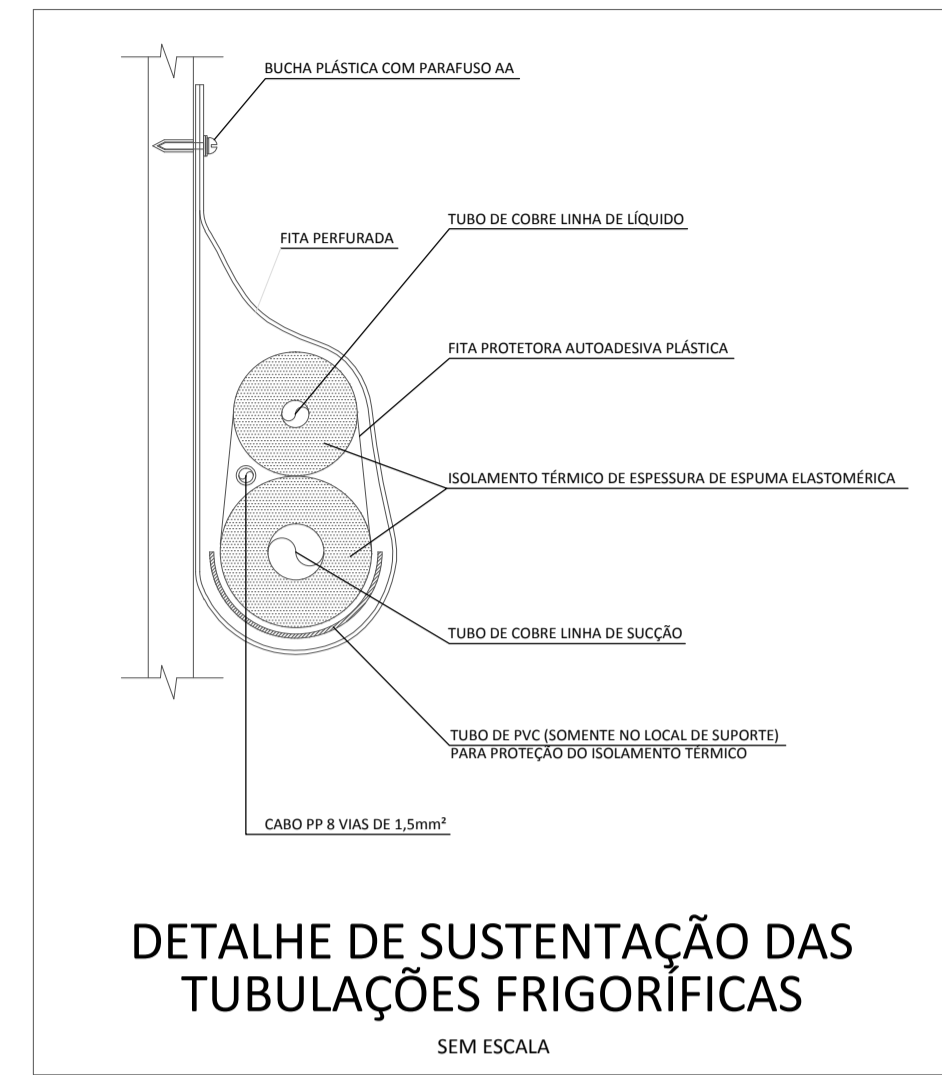 BUCHA PLÁSTICA COM PARAFUSO AA
TUBO DE COBRE LINHA DE LÍQUIDO
FITA PERFURADA
FITA PROTETORA AUTOADESIVA PLÁSTICA
ISOLAMENTO TÉRMICO DE ESPESSURA DE ESPUMA ELASTOMÉRICA
TUBO DE COBRE LINHA DE SUCÇÃO
TUBO DE PVC (SOMENTE NO LOCAL DE SUPORTE)
PARA PROTEÇÃO DO ISOLAMENTO TÉRMICO
CABO PP 8 VIAS DE 1,5mm²
DETALHE DE SUSTENTAÇÃO DAS
TUBULAÇÕES FRIGORÍFICAS
SEM ESCALA